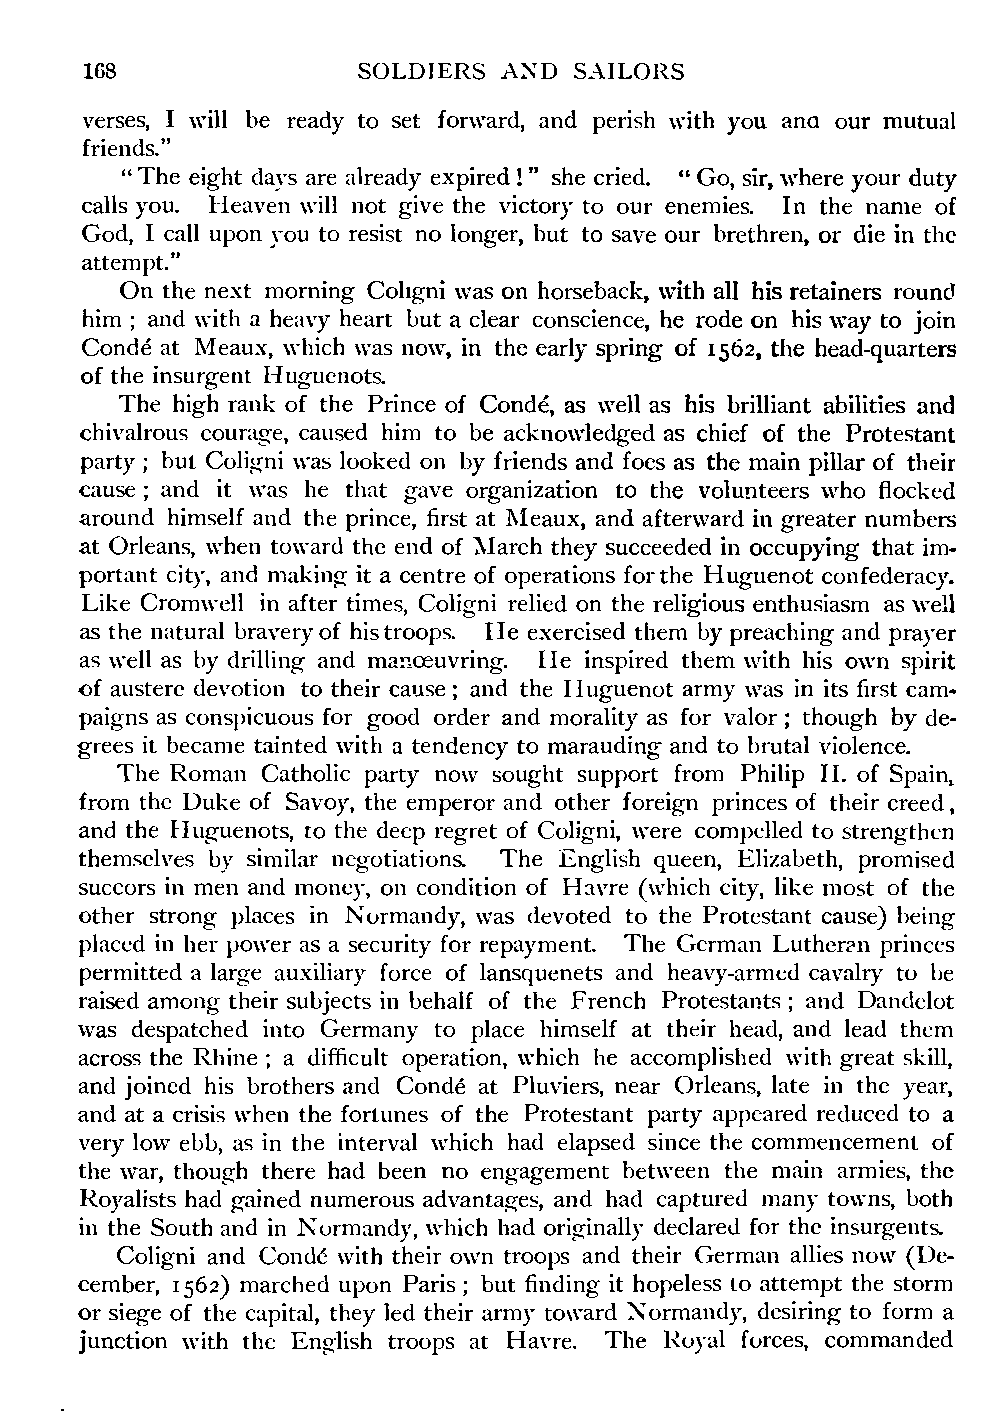 168 SOLDIERS AND SAILORS
verses, I will be ready to set forward, and perish with you and our mutual
friends.”
“The eight days are already expired!” she cried. “Go, sir, where your duty
calls you. Heaven will not give the victory to our enemies. In the name of
God, I call upon you to resist no longer, but to save our brethren, or die in the
attempt.”
On the next morning Coligni was on horseback, with all his retainers round
him; and with a heavy heart but a clear conscience, he rode on his way to join
Condé at Meaux, which was now, in the early spring of 1562, the head-quarters
of the insurgent Huguenots.
The high rank of the Prince of Condé, as well as his brilliant abilities and
chivalrous courage, caused him to be acknowledged as chief of the Protestant
party; but Coligni was looked on by friends and foes as the main pillar of their
cause; and it was he that gave organization to the volunteers who flocked
around himself and the prince, first at Meaux, and afterward in greater numbers
at Orleans, when toward the end of March they succeeded in occupying that im-
portant city, and making it a centre of operations for the Huguenot confederacy.
Like Cromwell in after times, Coligni relied on the religious enthusiasm as well
as the natural bravery of his troops. He exercised them by preaching and prayer
as well as by drilling and manœuvring. He inspired them with his own spirit
of austere devotion to their cause; and the Huguenot army was in its first cam-
paigns as conspicuous for good order and morality as for valor; though by de-
grees it became tainted with a tendency to marauding and to brutal violence.
The Roman Catholic party now sought support from Philip II. of Spain,
from the Duke of Savoy, the emperor and other foreign princes of their creed,
and the Huguenots, to the deep regret of Coligni, were compelled to strengthen
themselves by similar negotiations. The English queen, Elizabeth, promised
succors in men and money, on condition of Havre (which city, like most of the
other strong places in Normandy, was devoted to the Protestant cause) being
placed in her power as a security for repayment. The German Lutheran princes
permitted a large auxiliary force of lansquenets and heavy-armed cavalry to be
raised among their subjects in behalf of the French Protestants; and Dandelot
was despatched into Germany to place himself at their head, and lead them
across the Rhine; a difficult operation, which he accomplished with great skill,
and joined his brothers and Condé at Pluviers, near Orleans, late in the year,
and at a crisis when the fortunes of the Protestant party appeared reduced to a
very low ebb, as in the interval which had elapsed since the commencement of
the war, though there had been no engagement between the main armies, the
Royalists had gained numerous advantages, and had captured many towns, both
in the South and in Normandy, which had originally declared for the insurgents.
Coligni and Condé with their own troops and their German allies now (De-
cember, 1562) marched upon Paris; but finding it hopeless to attempt the storm
or siege of the capital, they led their army toward Normandy, desiring to form a
junction with the English troops at Havre. The Royal forces, commanded